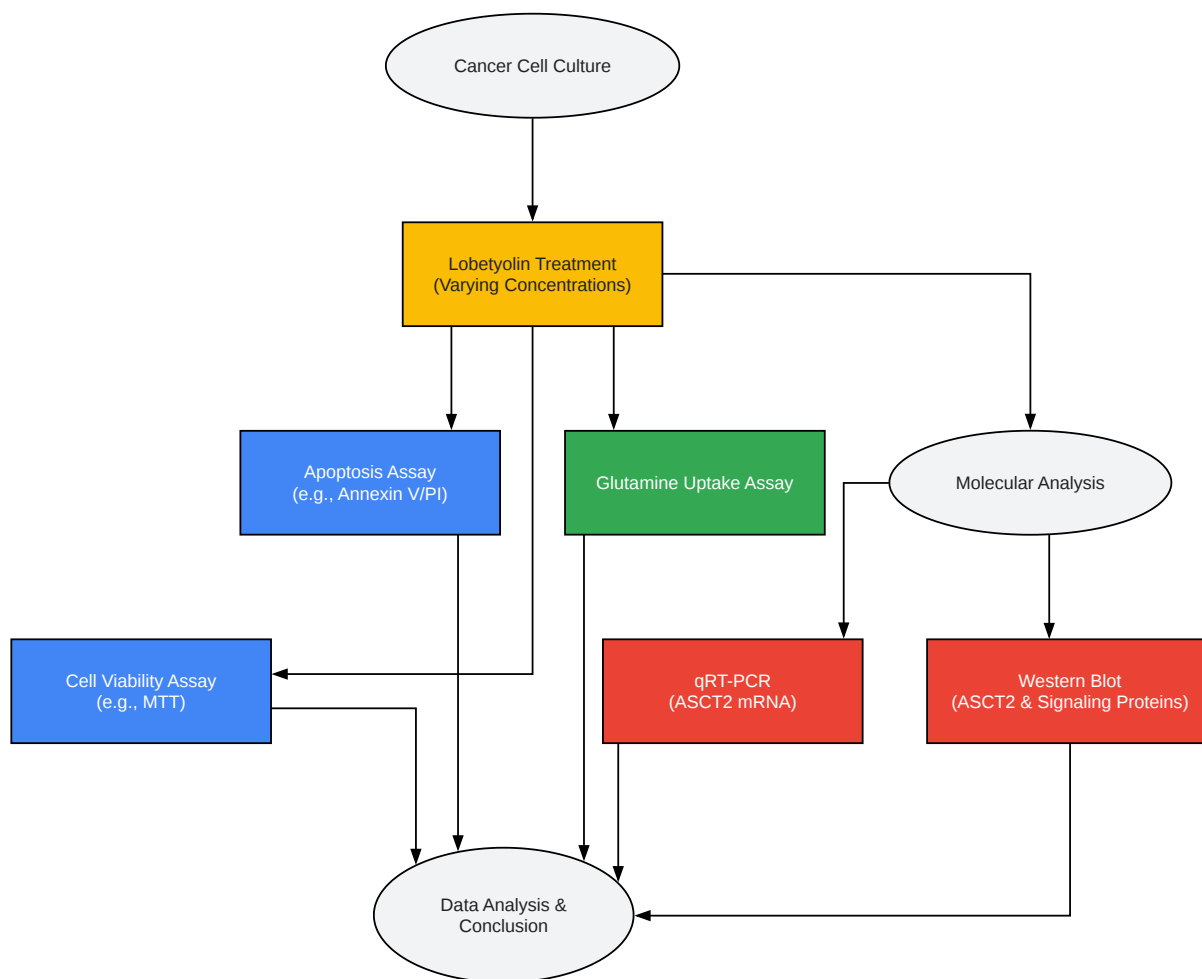 Cancer Cell Culture
Lobetyolin Treatment
(Varying Concentrations)
Apoptosis Assay
(e.g., Annexin V/PI)
Glutamine Uptake Assay
Molecular Analysis
Cell Viability Assay
(e.g., MTT)
qRT-PCR
(ASCT2 mRNA)
Western Blot
(ASCT2 & Signaling Proteins)
Data Analysis &
Conclusion